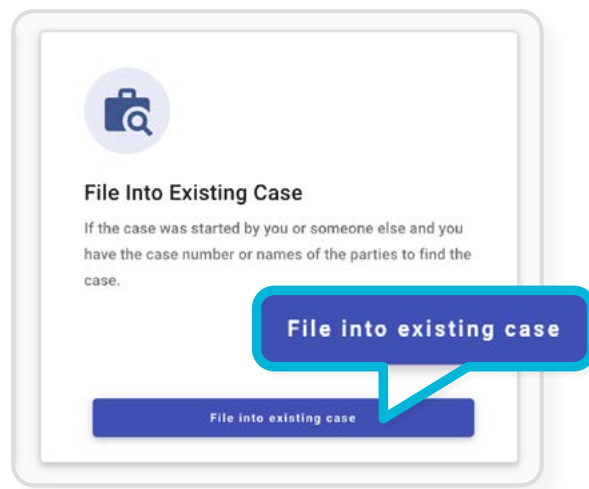 File Into Existing Case
If the case was started by you or someone else and you
have the case number or names of the parties to find the
case.
File into existing case
File into existing case